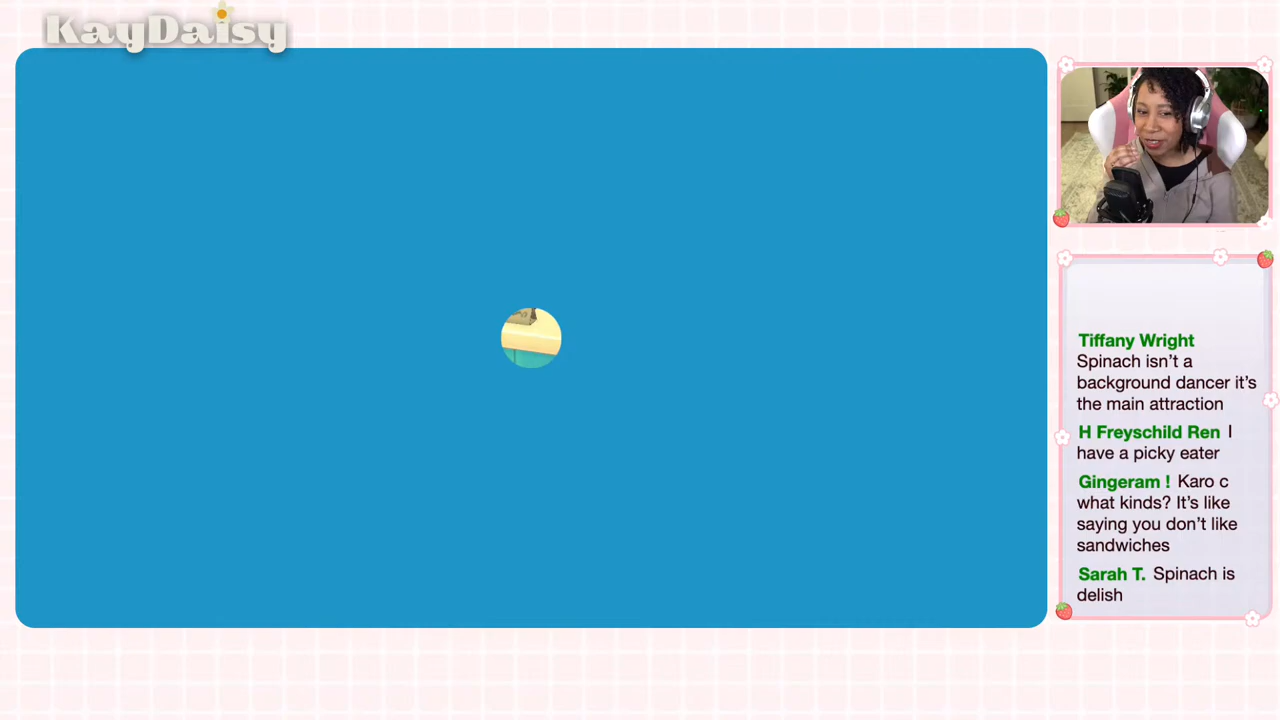 KayDaisy
Tiffany Wright
Spinach isn't a
background dancer it's
the main attraction
H Freyschild Ren I
have a picky eater
Gingeram ! Karo c
what kinds? It's like
saying you don't like
sandwiches
Sarah T. Spinach is
delish